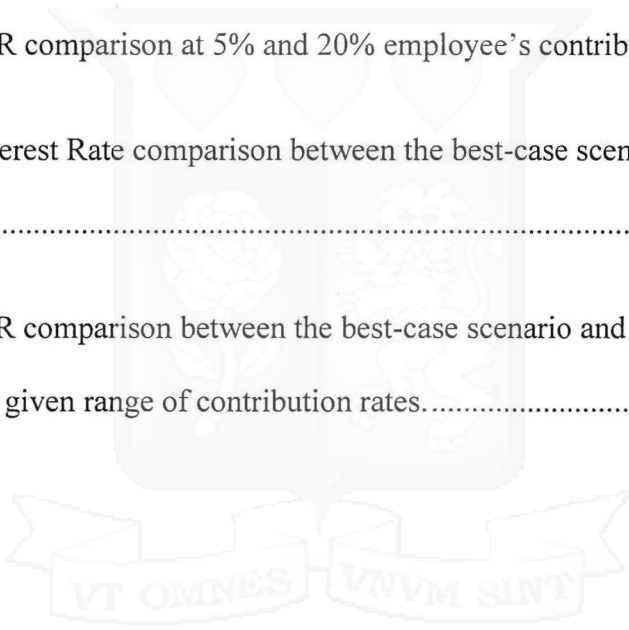 R comparison at 5% and 20% employee's contrib
erest Rate comparison between the best-case scen
....................................................................................................
R comparison between the best-case scenario and
given range of contribution rates..............................
VT OMNES VNVM SINT